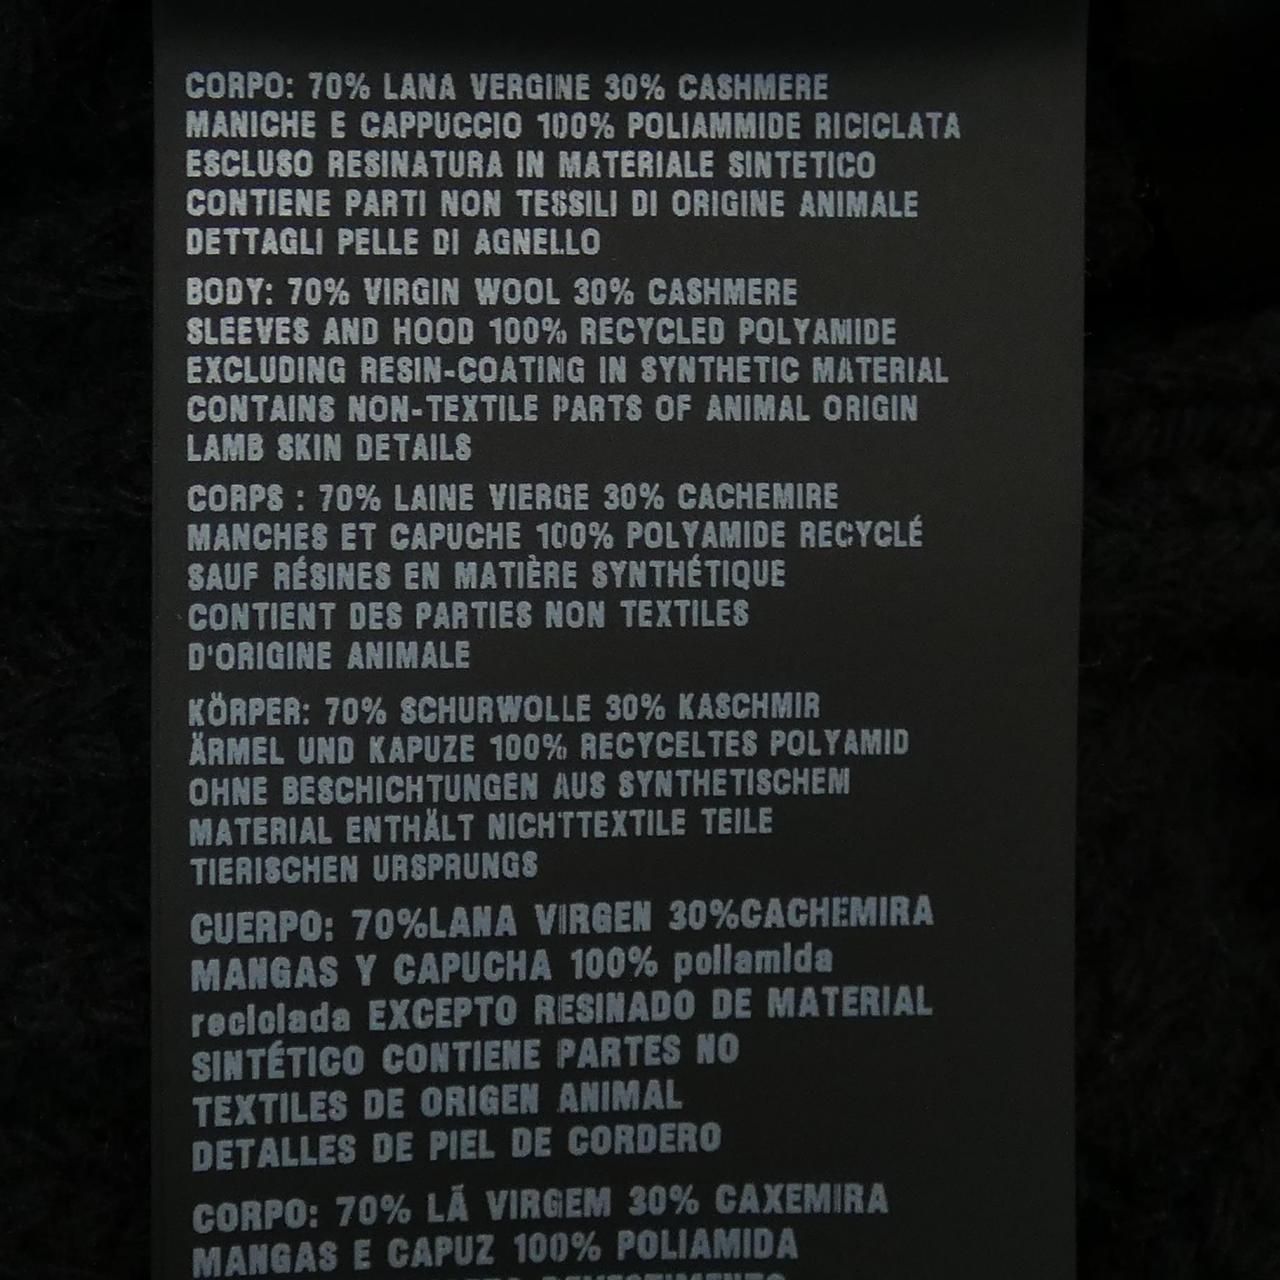 CORPO: 70% LANA VERGINE 30% CASHMERE
MANICHE E CAPPUCCIO 100% POLIAMMIDE RICICLATA
ESCLUSO RESINATURA IN MATERIALE SINTETICO
CONTIENE PARTI NON TESSILI DI ORIGINE ANIMALE
DETTAGLI PELLE DI AGNELLO
BODY: 70% VIRGIN WOOL 30% CASHMERE
SLEEVES AND HOOD 100% RECYCLED POLYAMIDE
EXCLUDING RESIN-COATING IN SYNTHETIC MATERIAL
CONTAINS NON-TEXTILE PARTS OF ANIMAL ORIGIN
LAMB SKIN DETAILS
CORPS : 70% LAINE VIERGE 30% CACHEMIRE
MANCHES ET CAPUCHE 100% POLYAMIDE RECYCLÉ
SAUF RÉSINES EN MATIÈRE SYNTHÉTIQUE
CONTIENT DES PARTIES NON TEXTILES
D'ORIGINE ANIMALE
KÖRPER: 70% SCHURWOLLE 30% KASCHMIR
ÄRMEL UND KAPUZE 100% RECYCELTES POLYAMID
OHNE BESCHICHTUNGEN AUS SYNTHETISCHEM
MATERIAL ENTHÄLT NICHTTEXTILE TEILE
TIERISCHEN URSPRUNGS
CUERPO: 70%LANA VIRGEN 30%CACHEMIRA
MANGAS Y CAPUCHA 100% poliamida
reciclada EXCEPTO RESINADO DE MATERIAL
SINTÉTICO CONTIENE PARTES NO
TEXTILES DE ORIGEN ANIMAL
DETALLES DE PIEL DE CORDERO
CORPO: 70% LÃ VIRGEM 30% CAXEMIRA
MANGAS E CAPUZ 100% POLIAMIDA